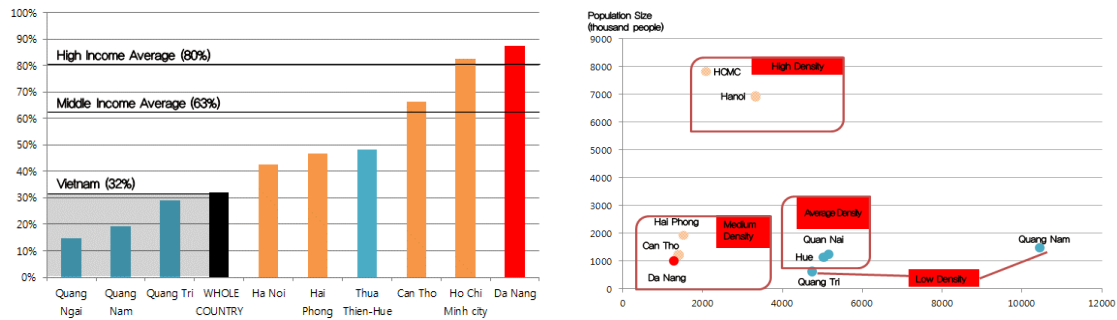 100%
90%
80%
70%
60%
50%
40%
30%
20%
10%
0%
High Income Average (80%)
Middle Income Average (63%)
Vietnam (32%)
Quang
Ngai
Quang
Nam
Quang Tri
WHOLE
COUNTRY
Ha Noi
Hai
Phong
Thua
Thien-Hue
Can Tho
Ho Chi
Minh city
Da Nang
Population Size
(thousand people)
9000
8000
7000
6000
5000
4000
3000
2000
1000
0
HCMC
High Density
Hanoi
Hai Phong
Medium
Density
Can Tho
Da Nang
Average Density
Quan Nai
Hue
Quang Tri
Quang Nam
Low Density
0
2000
4000
6000
8000
10000
12000